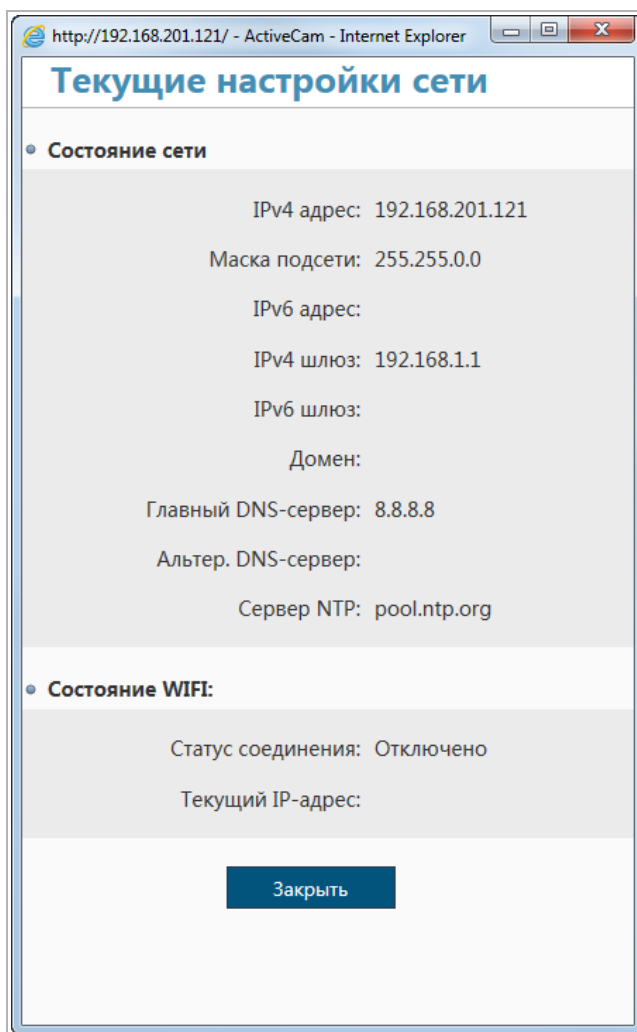 http://192.168.201.121/ - ActiveCam - Internet Explorer
Текущие настройки сети
Состояние сети
IPv4 адрес: 192.168.201.121
Маска подсети: 255.255.0.0
IPv6 адрес:
IPv4 шлюз: 192.168.1.1
IPv6 шлюз:
Домен:
Главный DNS-сервер: 8.8.8.8
Альтер. DNS-сервер:
Сервер NTP: pool.ntp.org
Состояние WIFI:
Статус соединения: Отключено
Текущий IP-адрес:
Закрыть